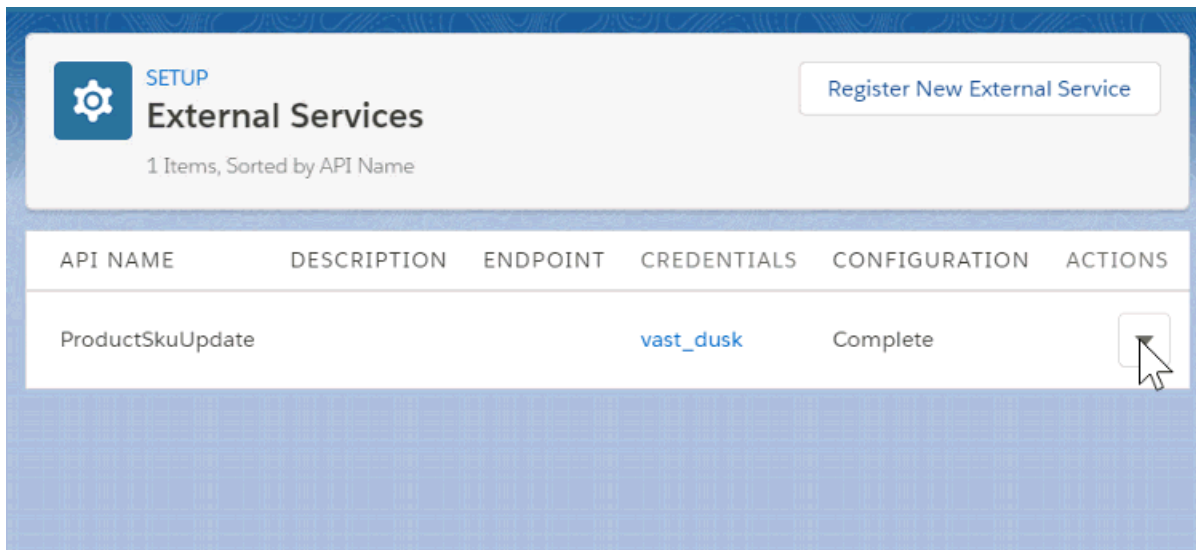 SETUP
External Services
1 Items, Sorted by API Name
Register New External Service
API NAME DESCRIPTION ENDPOINT CREDENTIALS CONFIGURATION ACTIONS
ProductSkuUpdate vast_dusk Complete